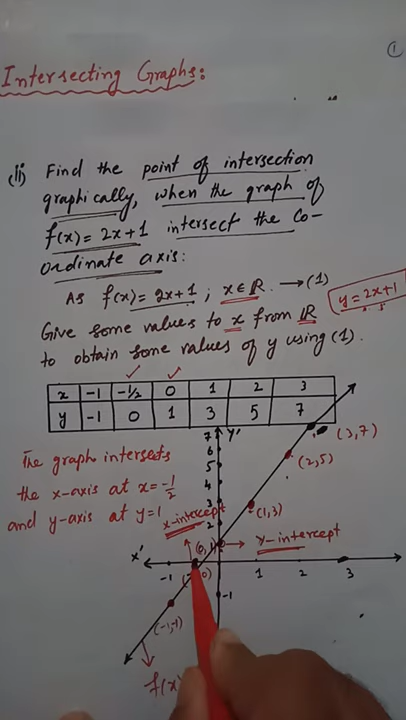 1
Intersecting Graphs:
(ii) Find the point of intersection
graphically, when the graph of
f(x) = 2x+1 intersect the Co-
ordinate axis:
As f(x) = 2x+1 ; x∈ℝ. → (1)
y = 2x+1
Give some values to x from ℝ
to obtain some values of y using (1).
x | -1 | -1/2 | 0 | 1 | 2 | 3
y | -1 | 0 | 1 | 3 | 5 | 7
The graph intersects
the x-axis at x = -1/2
and y-axis at y=1
7 y'
6
5
4
3
2
(3,7)
(2,5)
(1,3)
x-intercept
(0,1) → y-intercept
x'
-1 0) 1 2 3
-1
(-1,-1)
f(x)